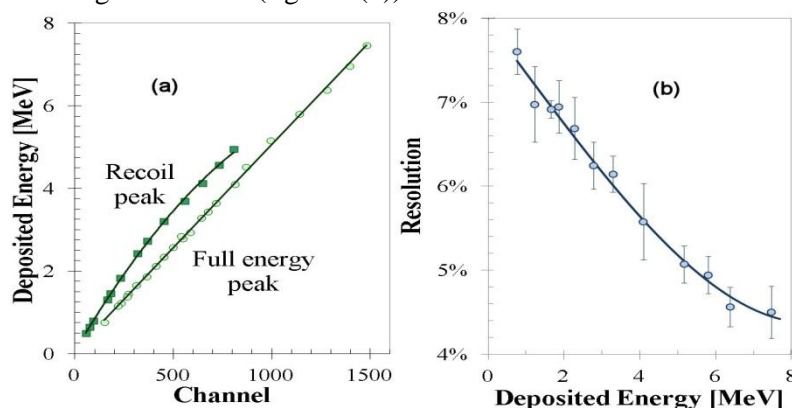 (a)
Recoil
peak
Full energy
peak
Deposited Energy [MeV]
8
6
4
2
0
0
500
1000
1500
Channel
(b)
Resolution
8%
7%
6%
5%
4%
0
2
4
6
8
Deposited Energy [MeV]